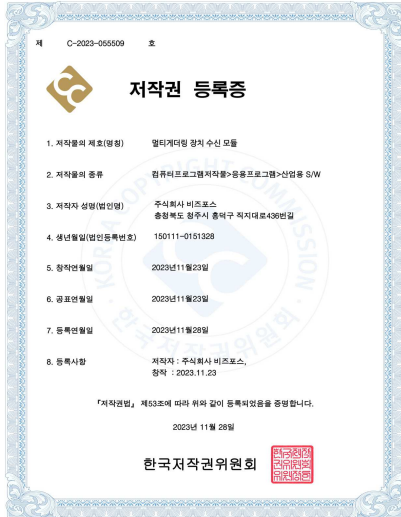 제 C-2023-055509 호
저작권 등록증
1. 저작물의 제호(명칭) 멀티게더링 장치 수신 모듈
2. 저작물의 종류 컴퓨터프로그램저작물>응용프로그램>산업용 S/W
3. 저작자 성명(법인명) 주식회사 비즈포스
충청북도 청주시 흥덕구 직지대로436번길
4. 생년월일(법인등록번호) 150111-0151328
5. 창작연월일 2023년11월23일
6. 공표연월일 2023년11월23일
7. 등록연월일 2023년11월28일
8. 등록사항 저작자 : 주식회사 비즈포스,
창작 : 2023.11.23
『저작권법』 제53조에 따라 위와 같이 등록되었음을 증명합니다.
2023년 11월 28일
한국저작권위원회
KOREA COPYRIGHT COMMISSION
한국저작권위원회